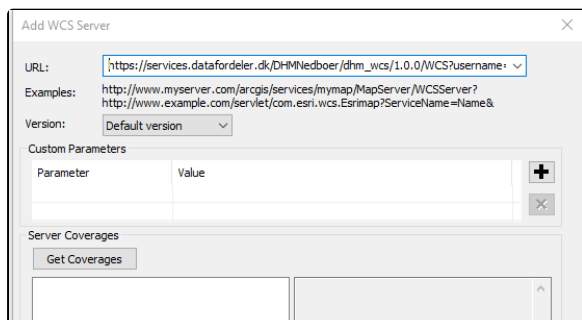 Add WCS Server
URL: https://services.datafordeler.dk/DHMNedboer/dhm_wcs/1.0.0/WCS?username=
Examples: http://www.myserver.com/arcgis/services/mymap/MapServer/WCSServer?
http://www.example.com/servlet/com.esri.wcs.Esrimap?ServiceName=Name&
Version: Default version
Custom Parameters
Parameter Value
Server Coverages
Get Coverages